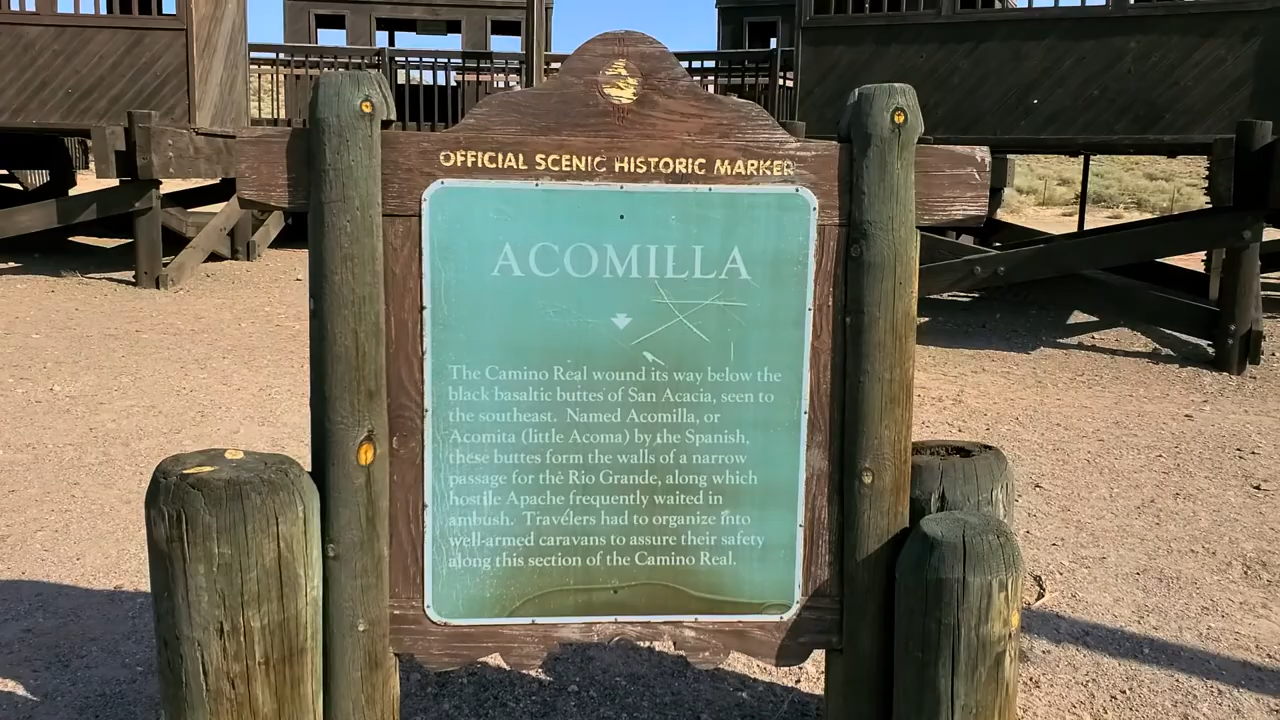 OFFICIAL SCENIC HISTORIC MARKER
ACOMILLA
The Camino Real wound its way below the
black basaltic buttes of San Acacia, seen to
the southeast. Named Acomilla, or
Acomita (little Acoma) by the Spanish,
these buttes form the walls of a narrow
passage for the Rio Grande, along which
hostile Apache frequently waited in
ambush. Travelers had to organize into
well-armed caravans to assure their safety
along this section of the Camino Real.